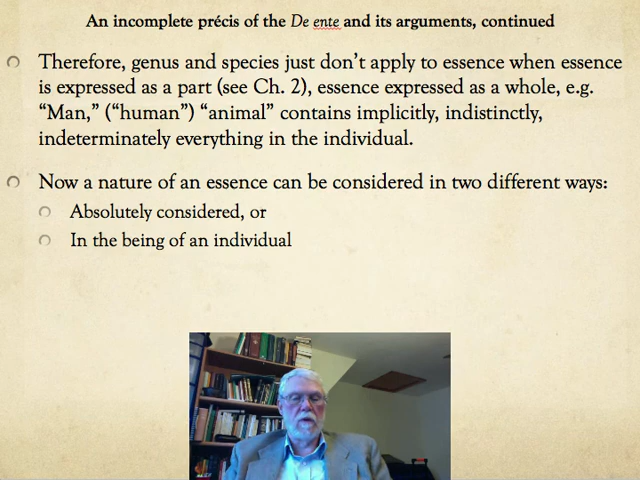 An incomplete précis of the De ente and its arguments, continued
Therefore, genus and species just don’t apply to essence when essence
is expressed as a part (see Ch. 2), essence expressed as a whole, e.g.
“Man,” (“human”) “animal” contains implicitly, indistinctly,
indeterminately everything in the individual.
Now a nature of an essence can be considered in two different ways:
Absolutely considered, or
In the being of an individual